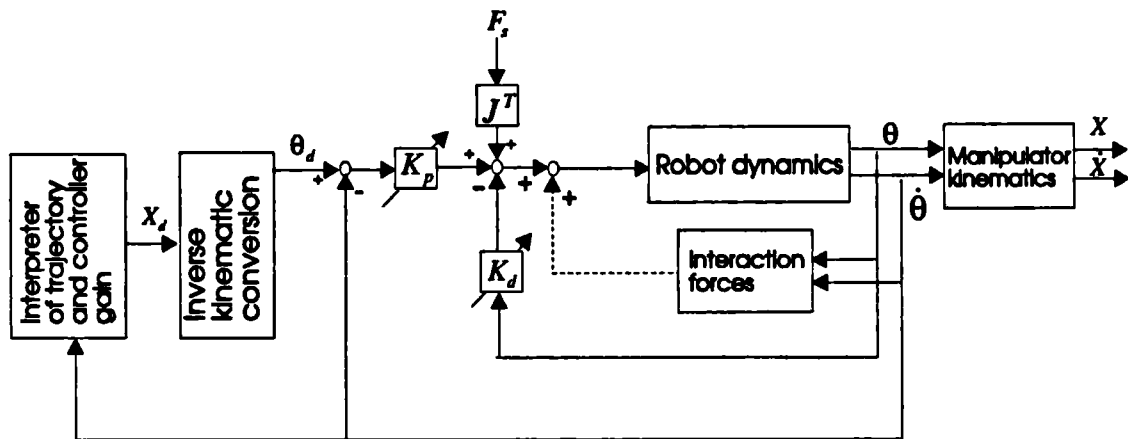 F_s
J^T
θ_d
+
-
K_p
+
+
-
+
+
Robot dynamics
θ
θ̇
Manipulator
kinematics
X
Ẋ
Interpreter
of trajectory
and controller
gain
X_d
Inverse
kinematic
conversion
K_d
Interaction
forces